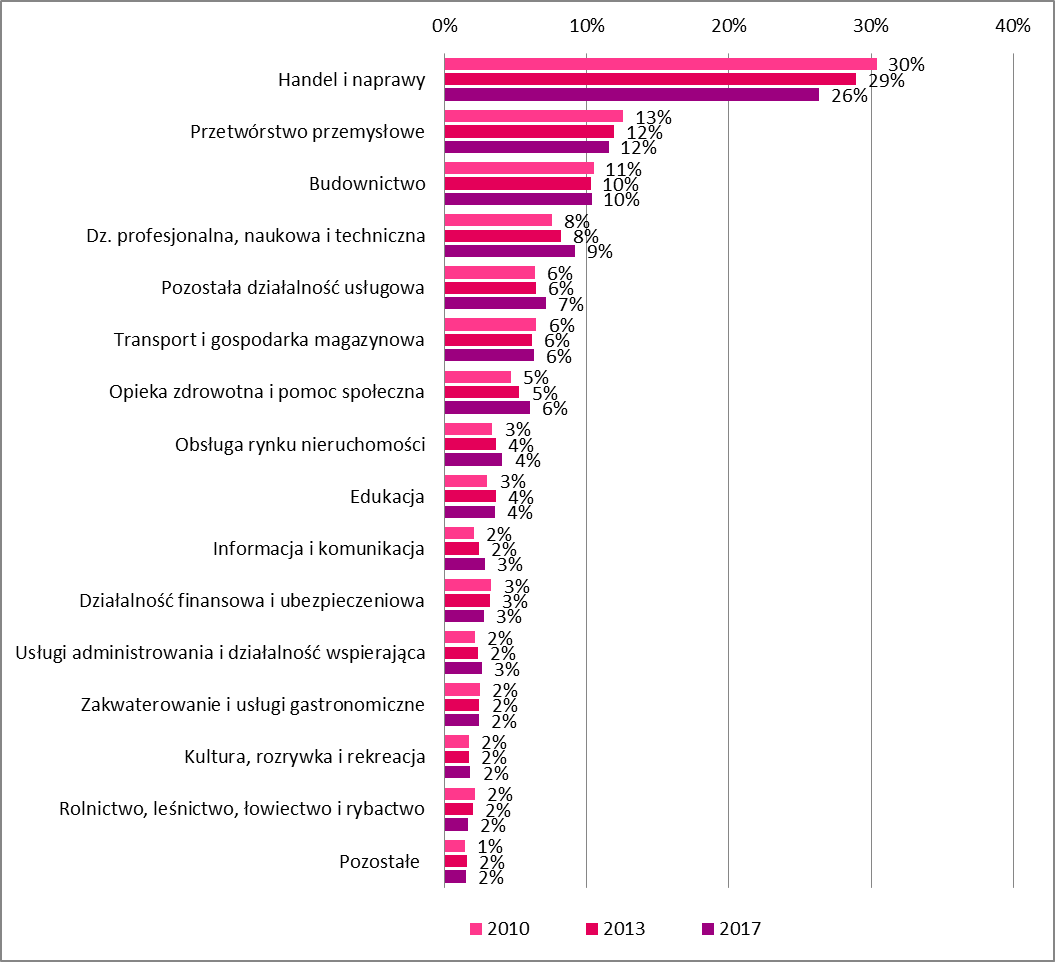 0% 10% 20% 30% 40%
30%
Handel i naprawy 29%
26%
13%
Przetwórstwo przemysłowe 12%
12%
11%
Budownictwo 10%
10%
8%
Dz. profesjonalna, naukowa i techniczna 8%
9%
6%
Pozostała działalność usługowa 6%
7%
6%
Transport i gospodarka magazynowa 6%
6%
5%
Opieka zdrowotna i pomoc społeczna 5%
6%
3%
Obsługa rynku nieruchomości 4%
4%
3%
Edukacja 4%
4%
2%
Informacja i komunikacja 2%
3%
3%
Działalność finansowa i ubezpieczeniowa 3%
3%
2%
Usługi administrowania i działalność wspierająca 2%
3%
2%
Zakwaterowanie i usługi gastronomiczne 2%
2%
2%
Kultura, rozrywka i rekreacja 2%
2%
2%
Rolnictwo, leśnictwo, łowiectwo i rybactwo 2%
2%
1%
Pozostałe 2%
2%
2010 2013 2017